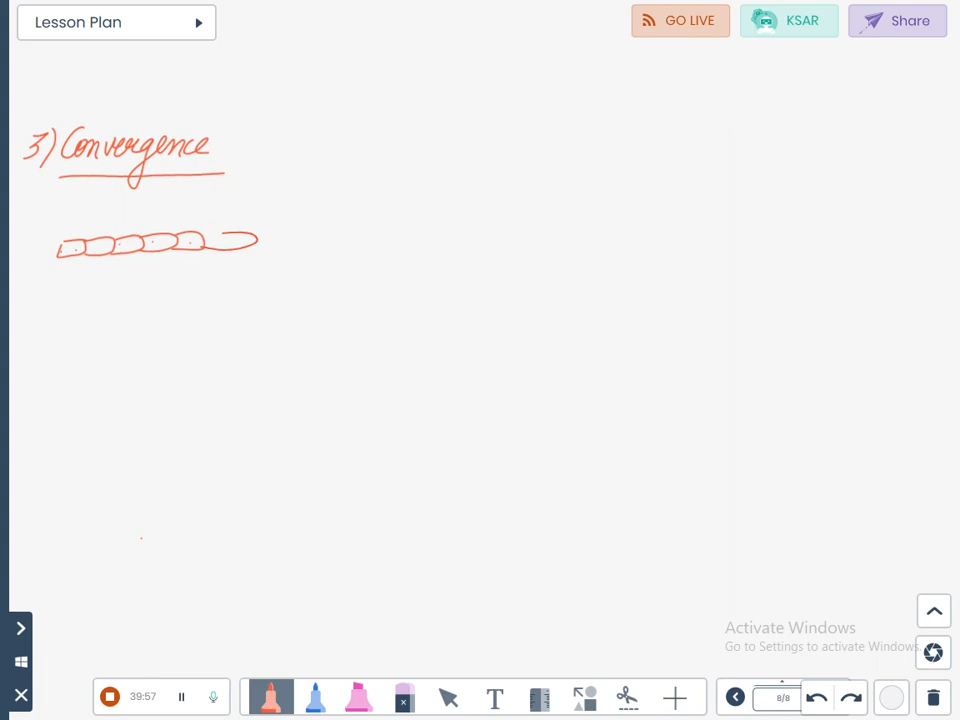 Lesson Plan
GO LIVE
KSAR
Share
3) Convergence
Activate Windows
Go to Settings to activate Windows.
39:57
T
8/8